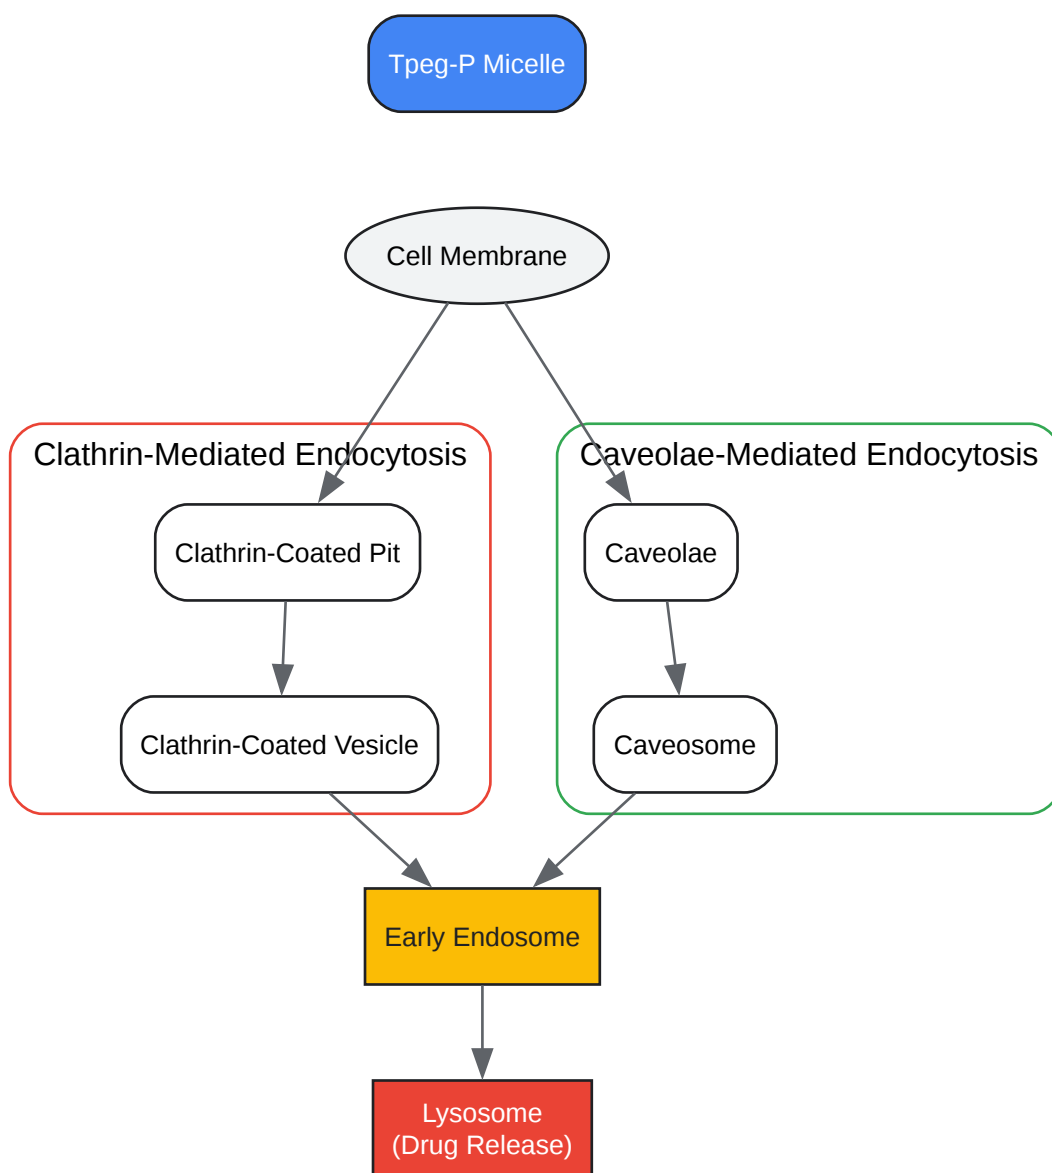 Tpeg-P Micelle
Cell Membrane
Clathrin-Mediated Endocytosis
Caveolae-Mediated Endocytosis
Clathrin-Coated Pit
Caveolae
Clathrin-Coated Vesicle
Caveosome
Early Endosome
Lysosome
(Drug Release)